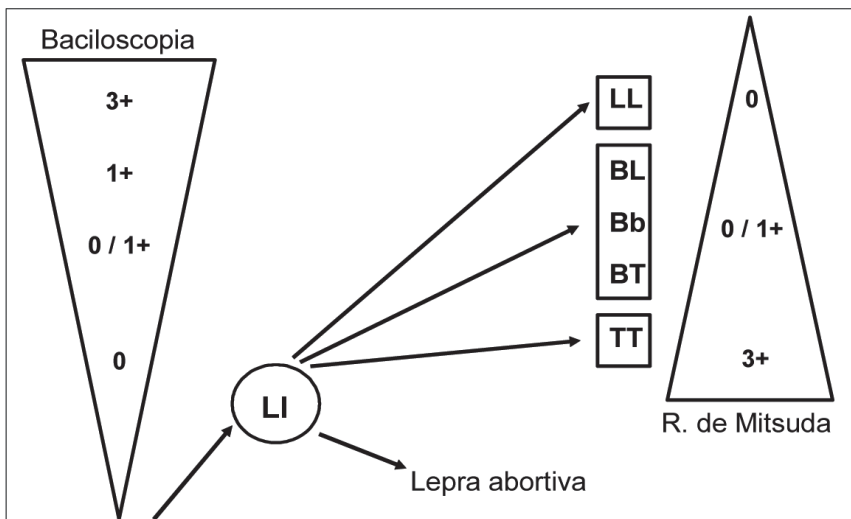 Baciloscopia
3+
1+
0 / 1+
0
LI
Lepra abortiva
LL
BL
Bb
BT
TT
0
0 / 1+
3+
R. de Mitsuda